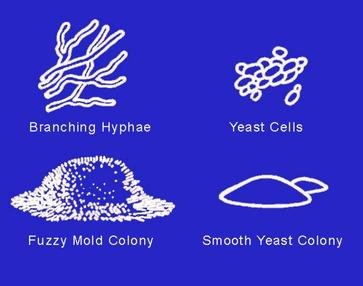 Branching Hyphae
Yeast Cells
Fuzzy Mold Colony
Smooth Yeast Colony